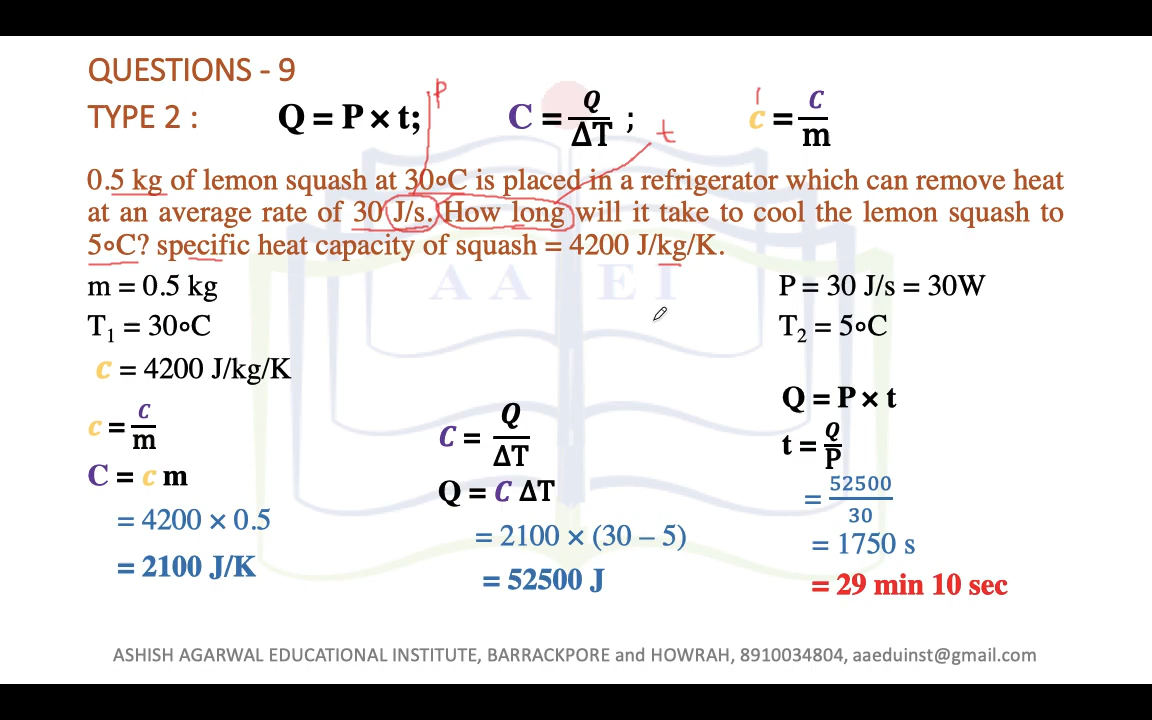 QUESTIONS - 9
P
TYPE 2 :
Q = P × t;
C = Q/ΔT ;
t
c = C/m
0.5 kg of lemon squash at 30∘C is placed in a refrigerator which can remove heat
at an average rate of 30 J/s. How long will it take to cool the lemon squash to
5∘C? specific heat capacity of squash = 4200 J/kg/K.
A A E I
m = 0.5 kg
P = 30 J/s = 30W
T₁ = 30∘C
T₂ = 5∘C
c = 4200 J/kg/K
c = C/m
C = c m
= 4200 × 0.5
= 2100 J/K
C = Q/ΔT
Q = C ΔT
= 2100 × (30 – 5)
= 52500 J
Q = P × t
t = Q/P
= 52500/30
= 1750 s
= 29 min 10 sec
ASHISH AGARWAL EDUCATIONAL INSTITUTE, BARRACKPORE and HOWRAH, 8910034804, aaeduinst@gmail.com